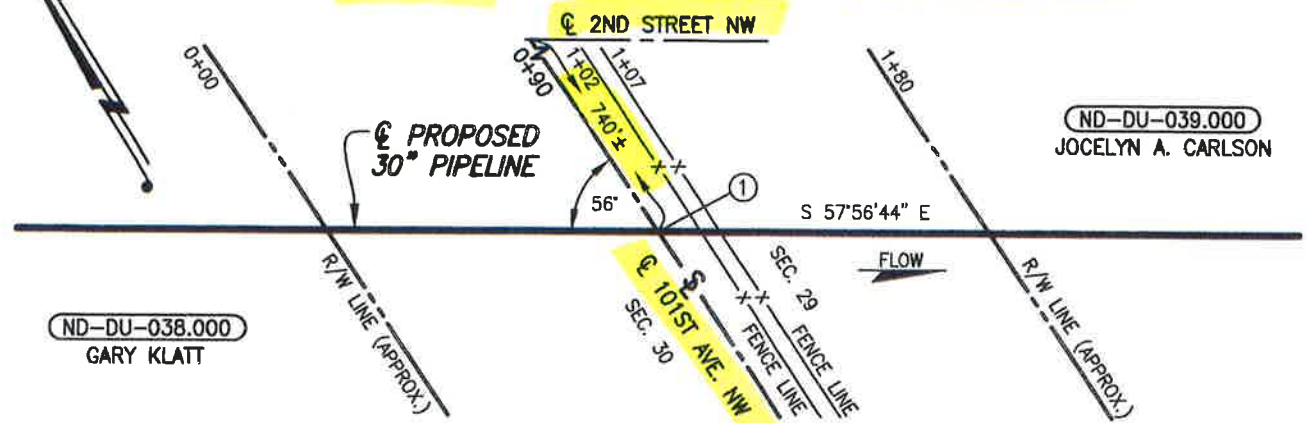 ℄ 2ND STREET NW
0+00
0+90
1+02
1+07
1+80
740'±
℄ PROPOSED
30" PIPELINE
56°
1
S 57°56'44" E
ND-DU-039.000
JOCELYN A. CARLSON
FLOW
ND-DU-038.000
GARY KLATT
R/W LINE (APPROX.)
℄ 101ST AVE. NW
SEC. 30
SEC. 29
FENCE LINE
FENCE LINE
R/W LINE (APPROX.)